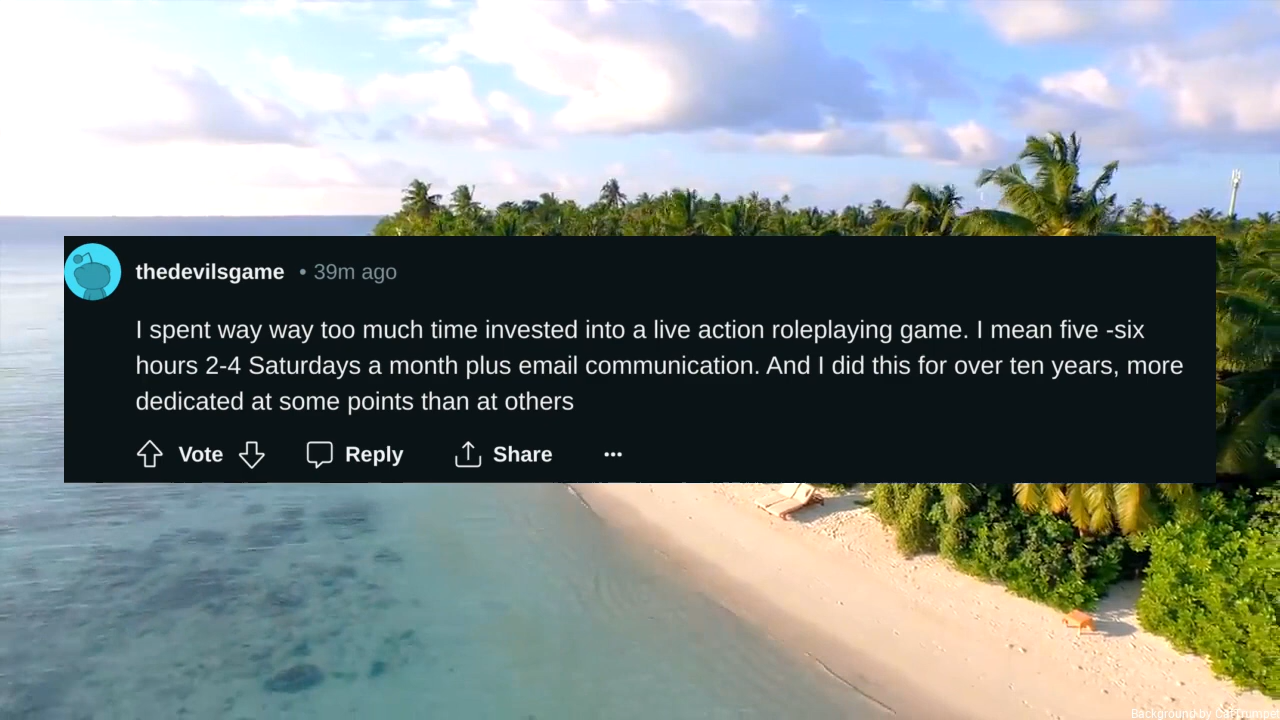 thedevilsgame • 39m ago
I spent way way too much time invested into a live action roleplaying game. I mean five -six
hours 2-4 Saturdays a month plus email communication. And I did this for over ten years, more
dedicated at some points than at others
Vote Reply Share ···
Background by